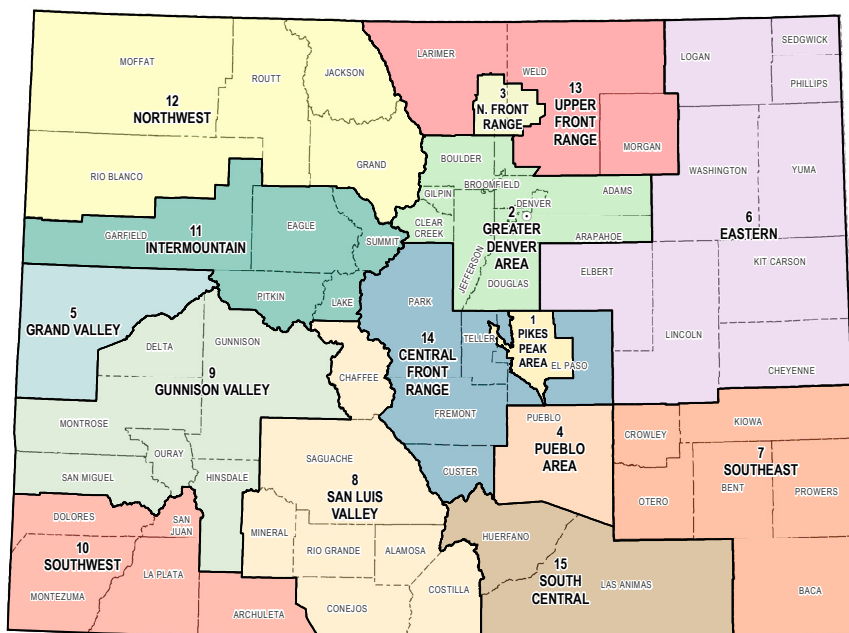 MOFFAT
ROUTT
JACKSON
12
NORTHWEST
RIO BLANCO
GRAND
LARIMER
WELD
3
N. FRONT
RANGE
13
UPPER
FRONT
RANGE
MORGAN
LOGAN
SEDGWICK
PHILLIPS
WASHINGTON
YUMA
6
EASTERN
ELBERT
KIT CARSON
LINCOLN
CHEYENNE
BOULDER
GILPIN
BROOMFIELD
ADAMS
DENVER
CLEAR
CREEK
2
GREATER
DENVER
AREA
ARAPAHOE
JEFFERSON
DOUGLAS
GARFIELD
11
INTERMOUNTAIN
EAGLE
SUMMIT
PITKIN
LAKE
5
GRAND VALLEY
DELTA
GUNNISON
9
GUNNISON VALLEY
MONTROSE
OURAY
SAN MIGUEL
HINSDALE
CHAFFEE
PARK
TELLER
14
CENTRAL
FRONT
RANGE
FREMONT
CUSTER
1
PIKES
PEAK
AREA
EL PASO
PUEBLO
4
PUEBLO
AREA
CROWLEY
KIOWA
7
SOUTHEAST
OTERO
BENT
PROWERS
BACA
SAGUACHE
8
SAN LUIS
VALLEY
MINERAL
RIO GRANDE
ALAMOSA
CONEJOS
COSTILLA
DOLORES
SAN
JUAN
10
SOUTHWEST
LA PLATA
MONTEZUMA
ARCHULETA
HUERFANO
15
SOUTH
CENTRAL
LAS ANIMAS